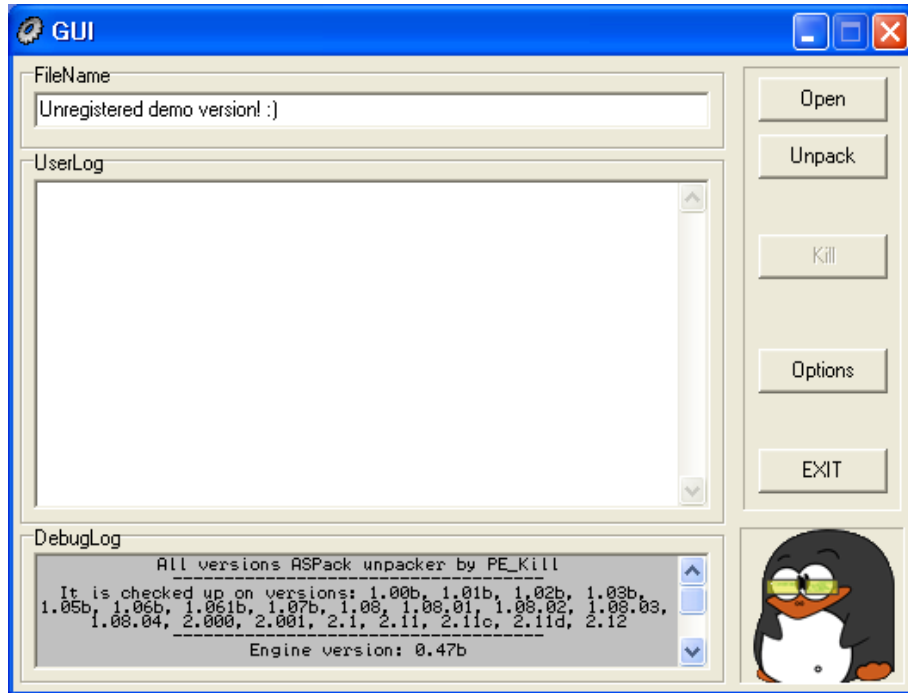 GUI
FileName
Unregistered demo version! :)
UserLog
Open
Unpack
Kill
Options
EXIT
DebugLog
All versions ASPack unpacker by PE_Kill
---------------------------------------
It is checked up on versions: 1.00b, 1.01b, 1.02b, 1.03b,
1.05b, 1.06b, 1.061b, 1.07b, 1.08, 1.08.01, 1.08.02, 1.08.03,
1.08.04, 2.000, 2.001, 2.1, 2.11, 2.11c, 2.11d, 2.12
---------------------------------------
Engine version: 0.47b